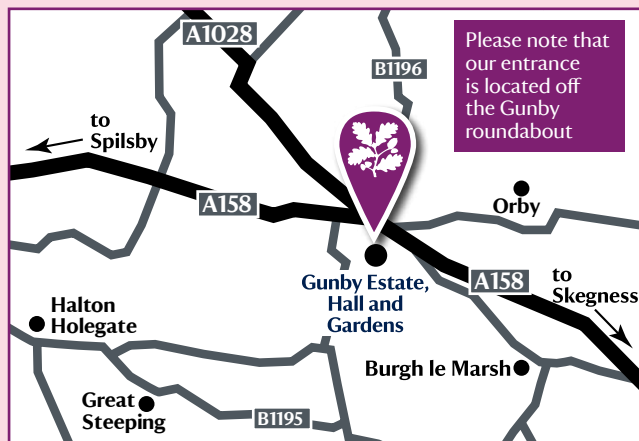 A1028
B1196
Please note that
our entrance
is located off
the Gunby
roundabout
to
Spilsby
A158
Orby
Gunby Estate,
Hall and
Gardens
A158
to
Skegness
Halton
Holegate
Burgh le Marsh
Great
Steeping
B1195